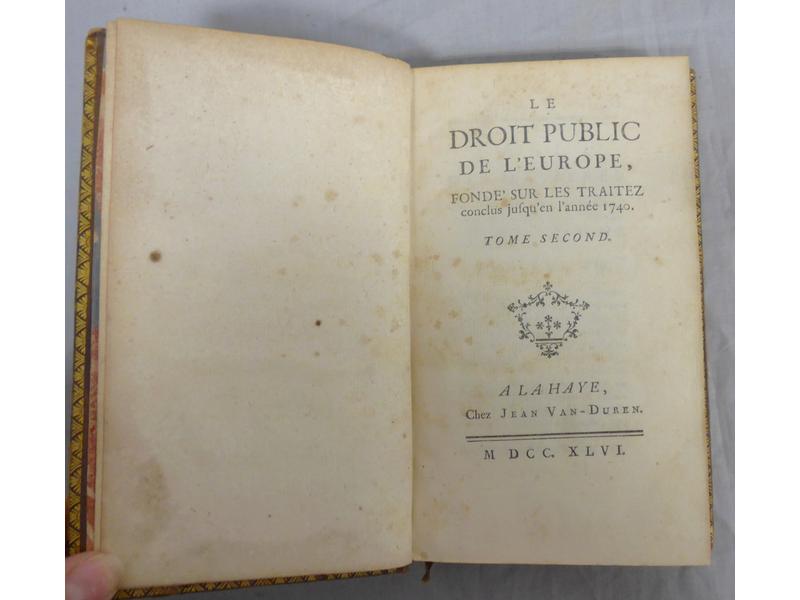 LE
DROIT PUBLIC
DE L'EUROPE,
FONDE' SUR LES TRAITEZ
conclus jusqu'en l'année 1740.
TOME SECOND.
A LA HAYE,
Chez JEAN VAN-DUREN.
M DCC. XLVI.